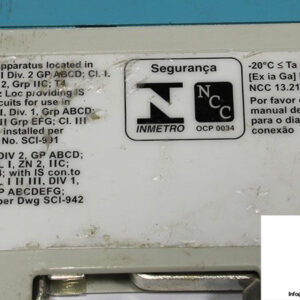 apparatus located in
I Div. 2 GP ABCD; Cl. I.
2, Grp IIC; T4
Loc providing IS
cuits for use in
I, Div. 1, Grp ABCD;
II Grp EFG; Cl. III
installed per
No. SCI-931
DIV 2, GP ABCD;
L I, ZN 2, IIC;
4; with IS con.to
L I II III, DIV 1,
P ABCDEFG;
per Dwg SCI-942
Segurança
N
INMETRO
NCC
OCP 0034
-20°C ≤ Ta
[Ex ia Ga]
NCC 13.21
Por favor
manual de
para o dia
conexão